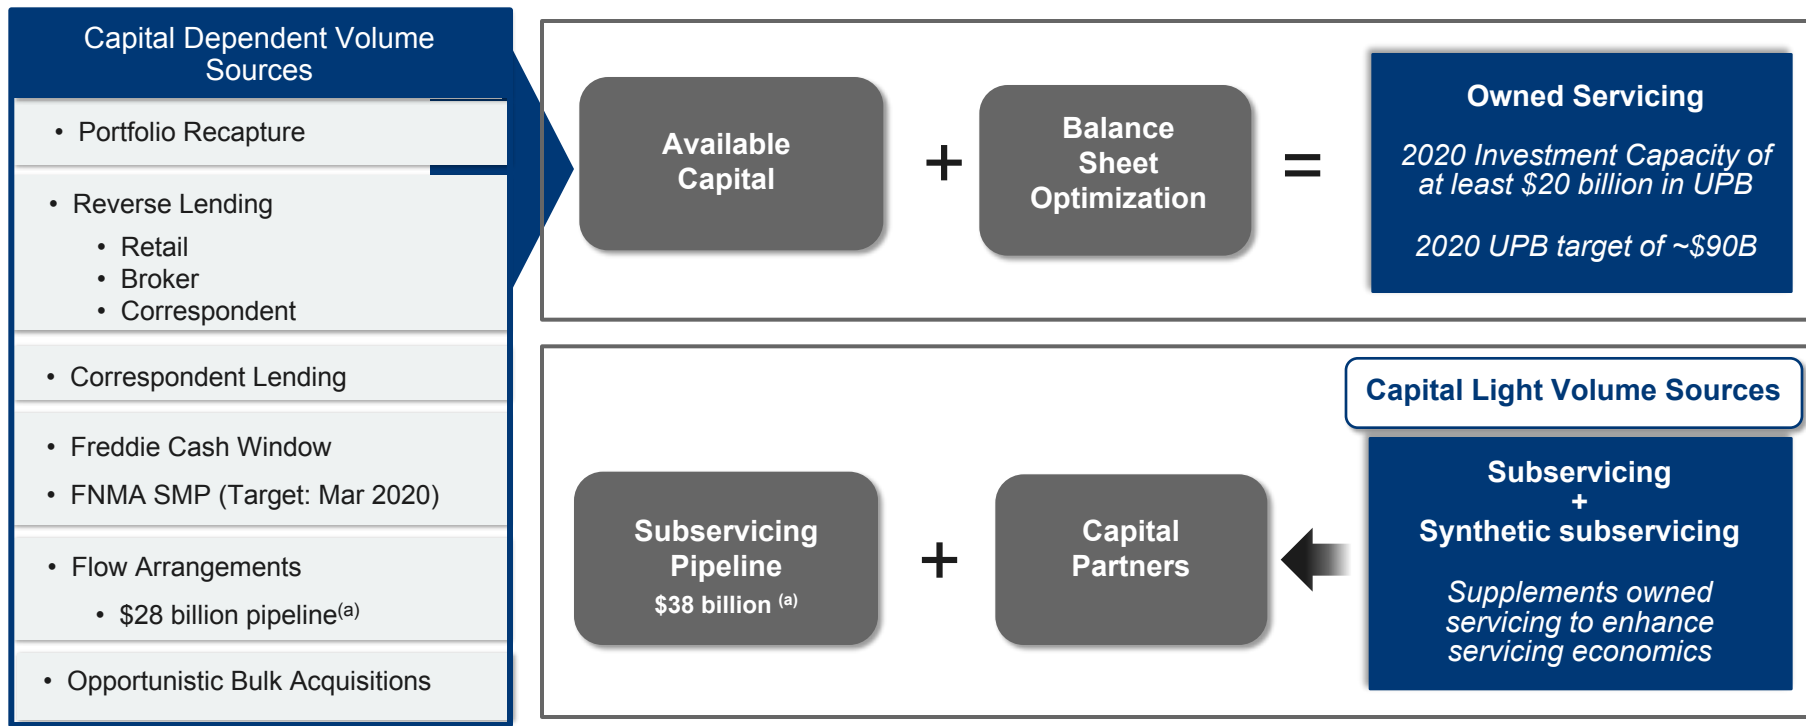 Capital Dependent Volume
Sources
• Portfolio Recapture
• Reverse Lending
• Retail
• Broker
• Correspondent
• Correspondent Lending
• Freddie Cash Window
• FNMA SMP (Target: Mar 2020)
• Flow Arrangements
• $28 billion pipeline(a)
• Opportunistic Bulk Acquisitions
Available
Capital
+
Balance
Sheet
Optimization
=
Owned Servicing
2020 Investment Capacity of
at least $20 billion in UPB
2020 UPB target of ~$90B
Subservicing
Pipeline
$38 billion (a)
+
Capital
Partners
Capital Light Volume Sources
Subservicing
+
Synthetic subservicing
Supplements owned
servicing to enhance
servicing economics